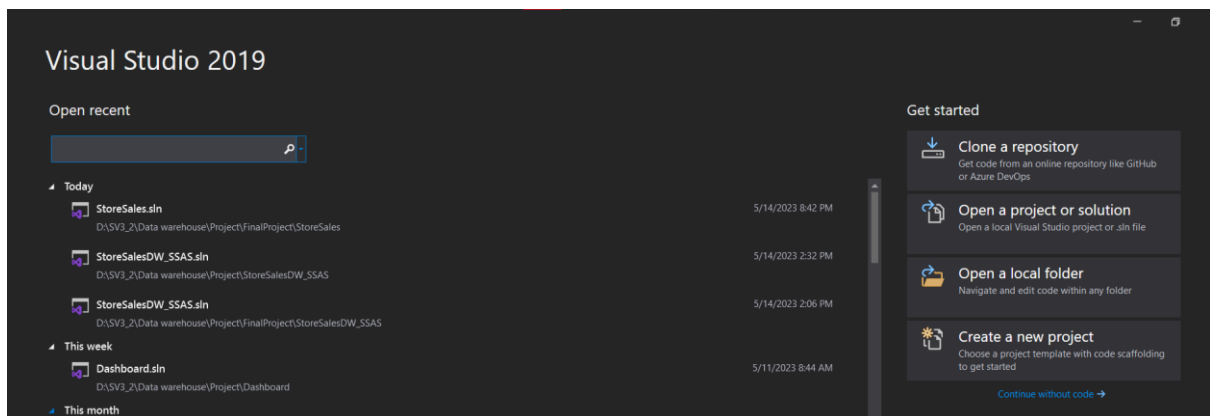 Visual Studio 2019
Open recent
Today
StoreSales.sln
5/14/2023 8:42 PM
D:\SV3_2\Data warehouse\Project\FinalProject\StoreSales
StoreSalesDW_SSAS.sln
5/14/2023 2:32 PM
D:\SV3_2\Data warehouse\Project\StoreSalesDW_SSAS
StoreSalesDW_SSAS.sln
5/14/2023 2:06 PM
D:\SV3_2\Data warehouse\Project\FinalProject\StoreSalesDW_SSAS
This week
Dashboard.sln
5/11/2023 8:44 AM
D:\SV3_2\Data warehouse\Project\Dashboard
This month
Get started
Clone a repository
Get code from an online repository like GitHub
or Azure DevOps
Open a project or solution
Open a local Visual Studio project or .sln file
Open a local folder
Navigate and edit code within any folder
Create a new project
Choose a project template with code scaffolding
to get started
Continue without code →